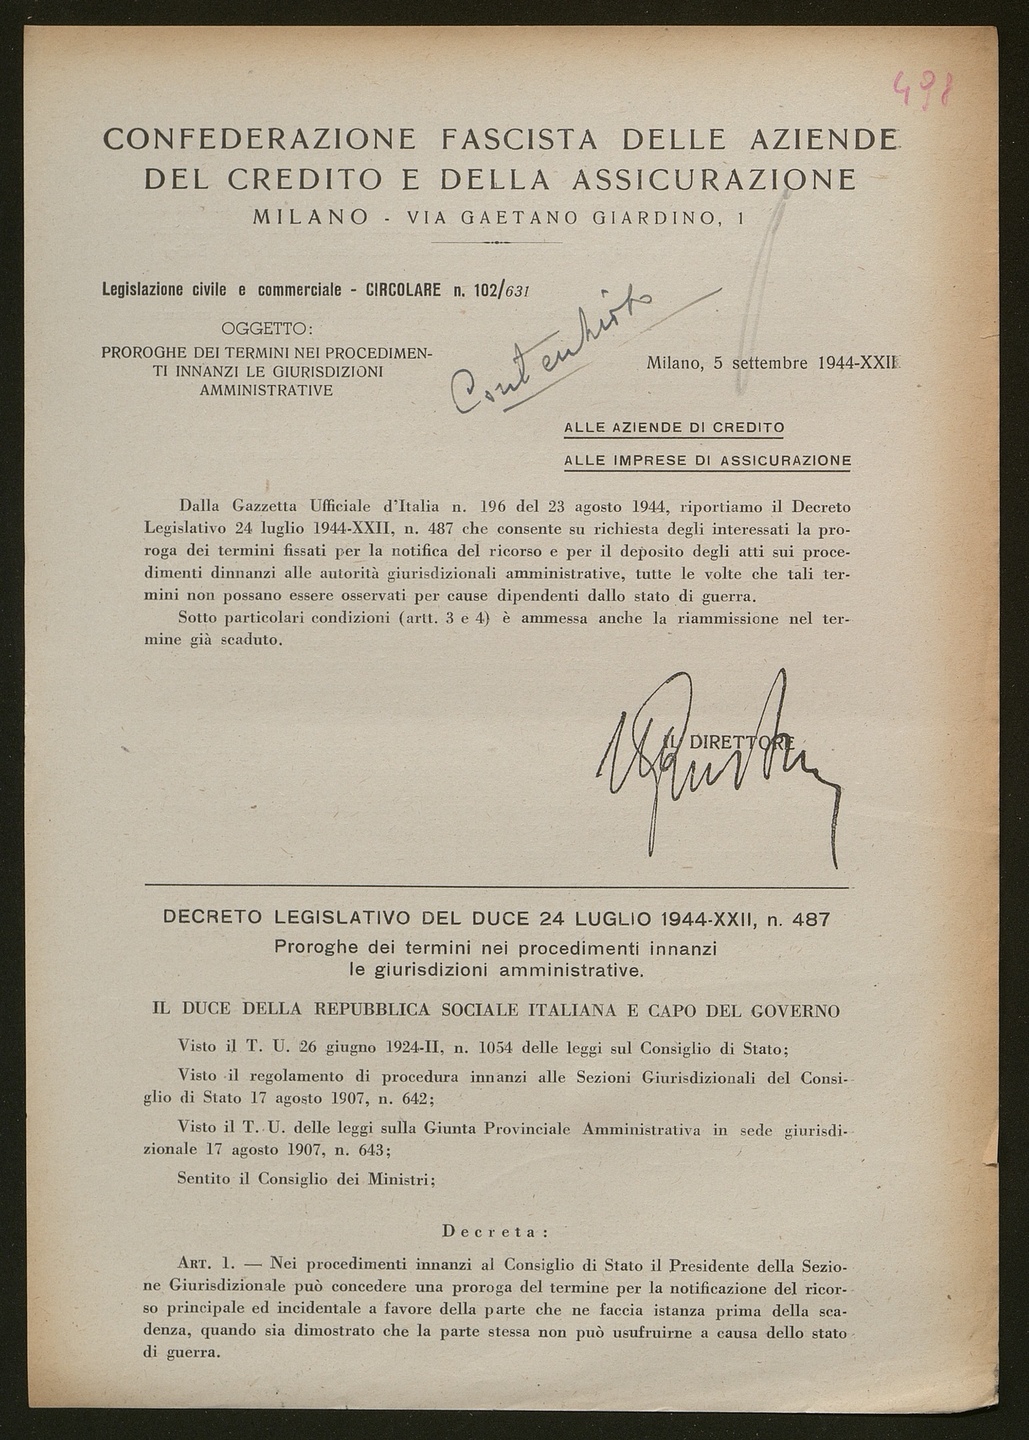 498
CONFEDERAZIONE FASCISTA DELLE AZIENDE
DEL CREDITO E DELLA ASSICURAZIONE
MILANO - VIA GAETANO GIARDINO, 1
Legislazione civile e commerciale - CIRCOLARE n. 102/631
OGGETTO:
PROROGHE DEI TERMINI NEI PROCEDIMEN-
TI INNANZI LE GIURISDIZIONI
AMMINISTRATIVE
Milano, 5 settembre 1944-XXII
ALLE AZIENDE DI CREDITO
ALLE IMPRESE DI ASSICURAZIONE
Dalla Gazzetta Ufficiale d'Italia n. 196 del 23 agosto 1944, riportiamo il Decreto
Legislativo 24 luglio 1944-XXII, n. 487 che consente su richiesta degli interessati la pro-
roga dei termini fissati per la notifica del ricorso e per il deposito degli atti sui proce-
dimenti dinnanzi alle autorità giurisdizionali amministrative, tutte le volte che tali ter-
mini non possano essere osservati per cause dipendenti dallo stato di guerra.
Sotto particolari condizioni (artt. 3 e 4) è ammessa anche la riammissione nel ter-
mine già scaduto.
IL DIRETTORE
DECRETO LEGISLATIVO DEL DUCE 24 LUGLIO 1944-XXII, n. 487
Proroghe dei termini nei procedimenti innanzi
le giurisdizioni amministrative.
IL DUCE DELLA REPUBBLICA SOCIALE ITALIANA E CAPO DEL GOVERNO
Visto il T. U. 26 giugno 1924-II, n. 1054 delle leggi sul Consiglio di Stato;
Visto il regolamento di procedura innanzi alle Sezioni Giurisdizionali del Consi-
glio di Stato 17 agosto 1907, n. 642;
Visto il T. U. delle leggi sulla Giunta Provinciale Amministrativa in sede giurisdi-
zionale 17 agosto 1907, n. 643;
Sentito il Consiglio dei Ministri;
Decreta:
ART. 1. — Nei procedimenti innanzi al Consiglio di Stato il Presidente della Sezio-
ne Giurisdizionale può concedere una proroga del termine per la notificazione del ricor-
so principale ed incidentale a favore della parte che ne faccia istanza prima della sca-
denza, quando sia dimostrato che la parte stessa non può usufruirne a causa dello stato
di guerra.